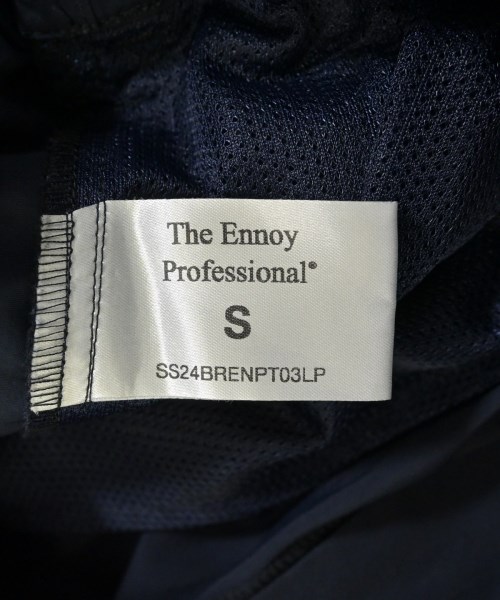 The Ennoy
Professional®
S
SS24BRENPT03LP